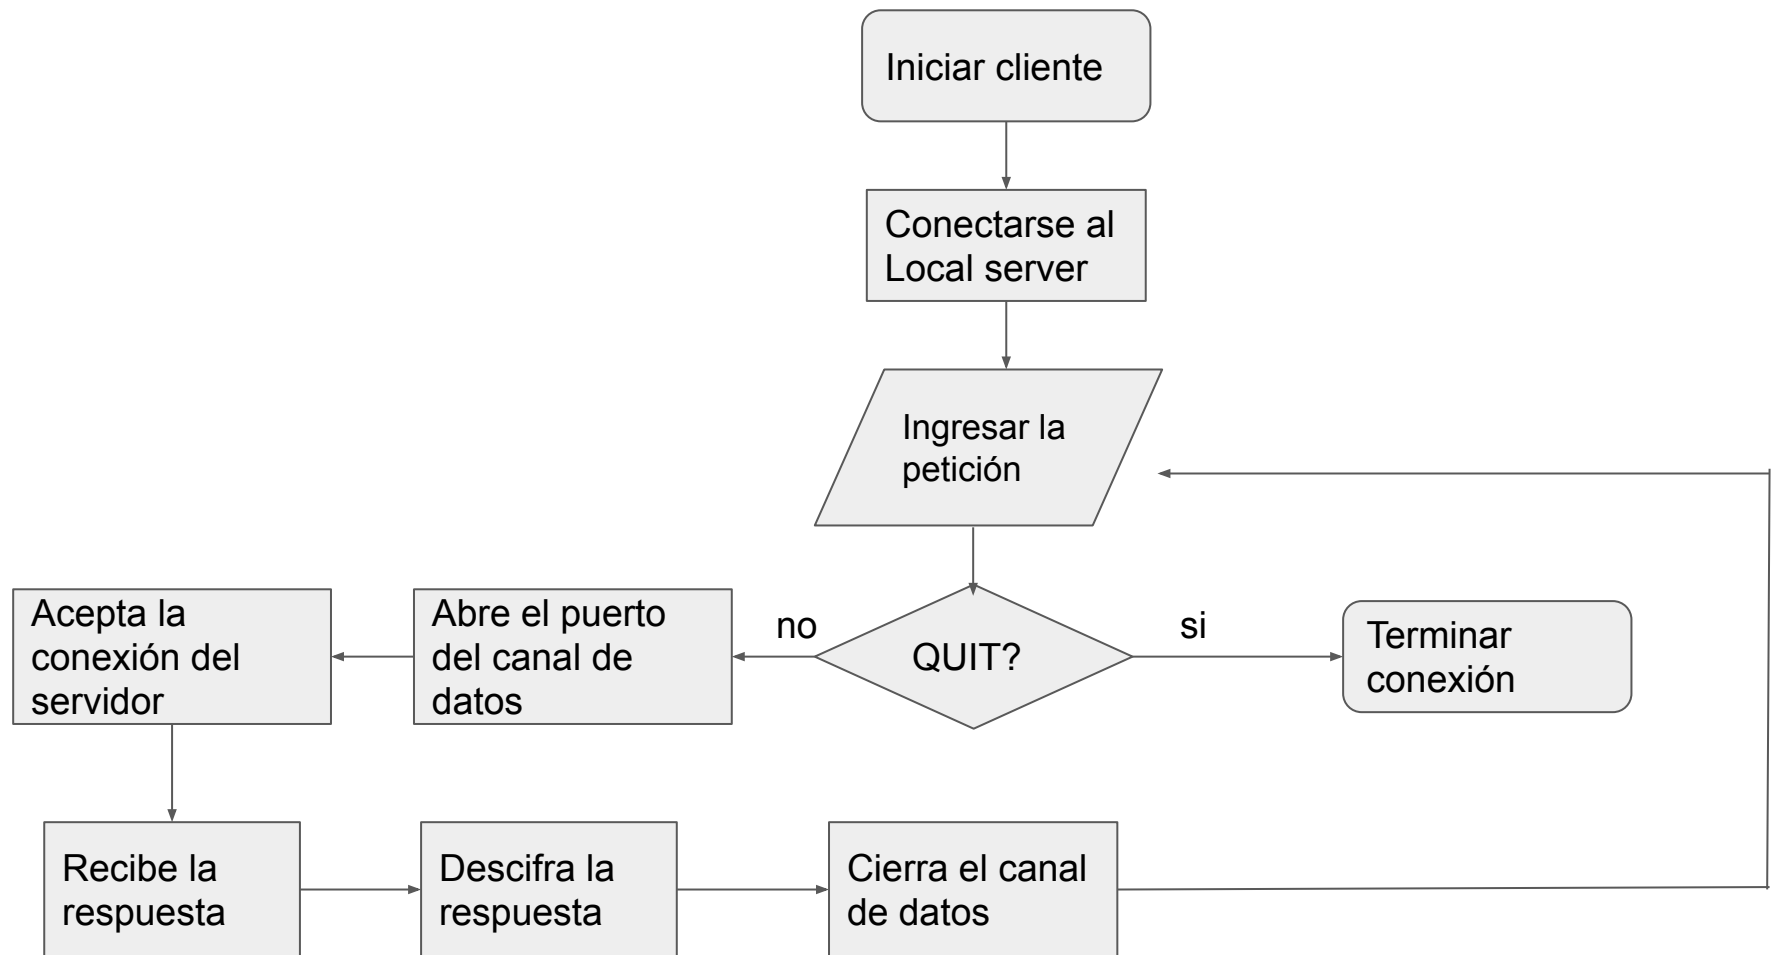 Iniciar cliente
Conectarse al
Local server
Ingresar la
petición
QUIT?
no
si
Terminar
conexión
Abre el puerto
del canal de
datos
Acepta la
conexión del
servidor
Recibe la
respuesta
Descifra la
respuesta
Cierra el canal
de datos